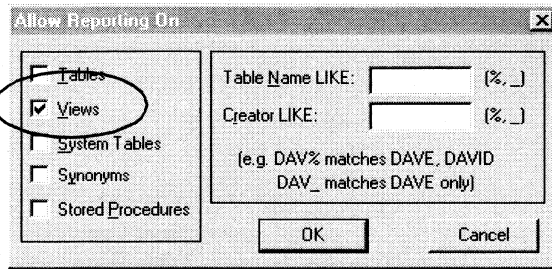 Allow Reporting On
Tables
Views
System Tables
Synonyms
Stored Procedures
Table Name LIKE: (%, _)
Creator LIKE: (%, _)
(e.g. DAV% matches DAVE, DAVID
DAV_ matches DAVE only)
OK Cancel